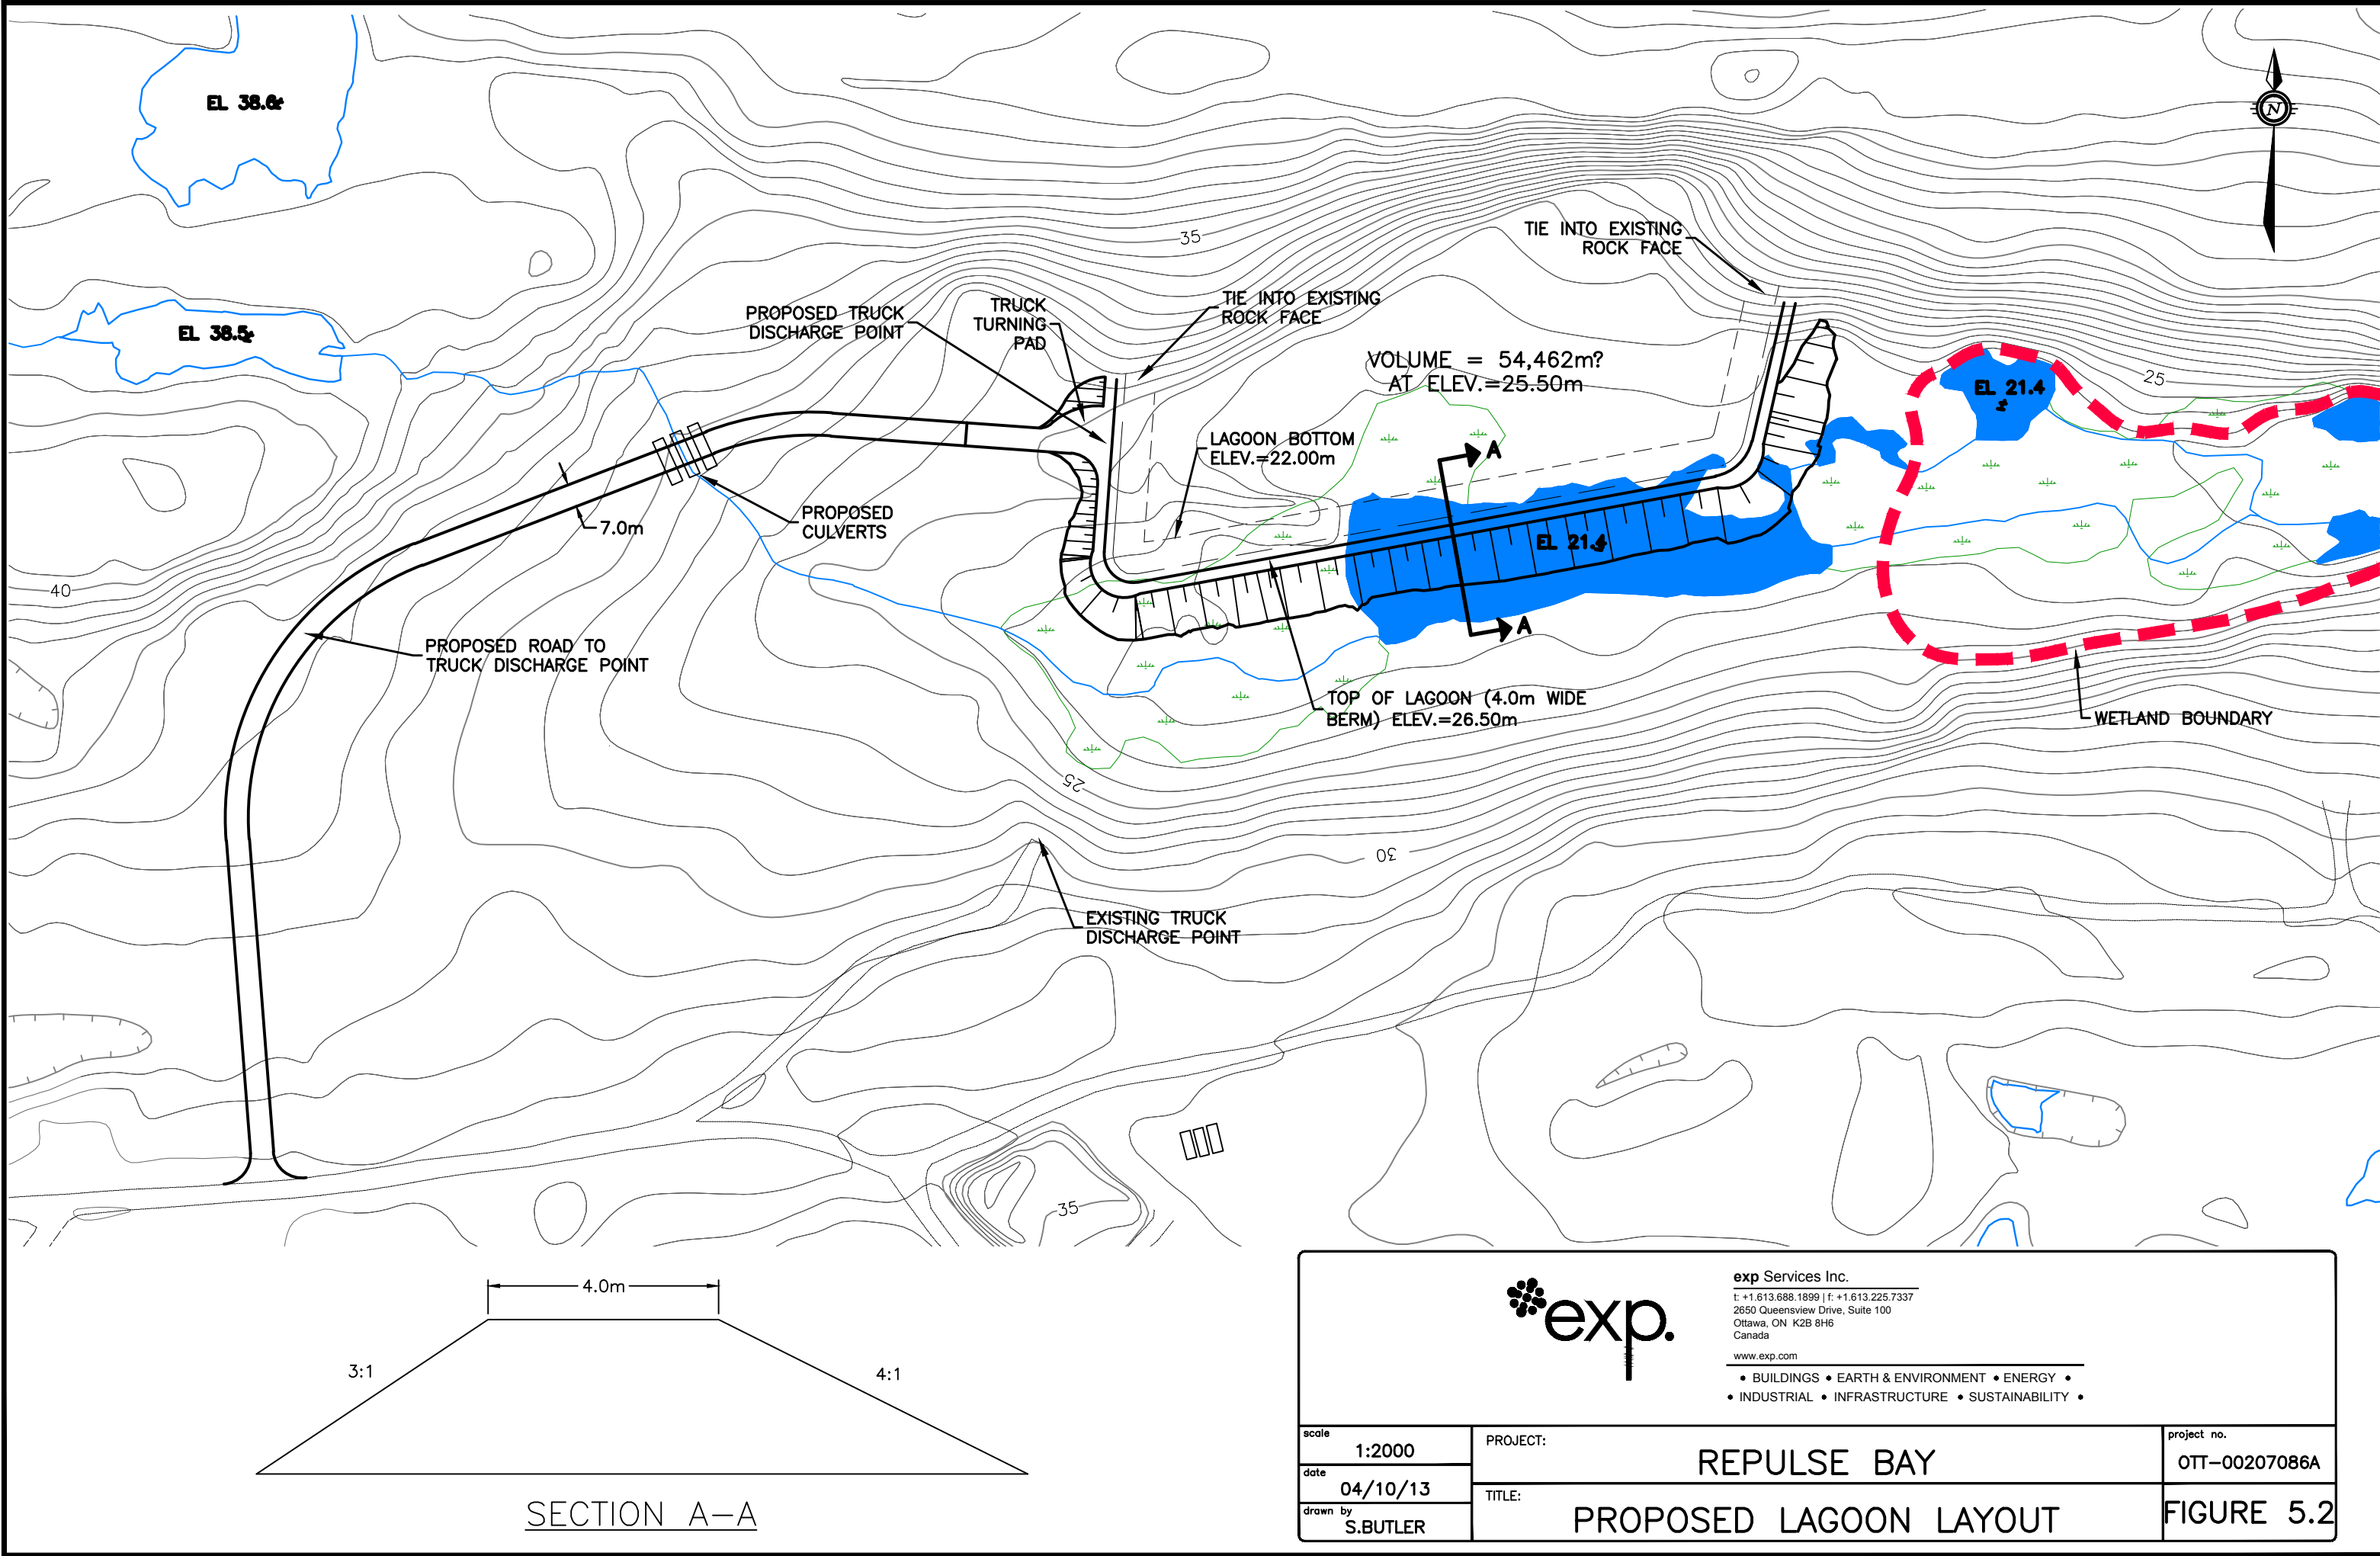 EL 38.6±
N
35
TIE INTO EXISTING
ROCK FACE
EL 38.5±
PROPOSED TRUCK
DISCHARGE POINT
TRUCK
TURNING
PAD
TIE INTO EXISTING
ROCK FACE
VOLUME = 54,462m?
AT ELEV.=25.50m
25
EL 21.4
±
LAGOON BOTTOM
ELEV.=22.00m
A
PROPOSED
CULVERTS
7.0m
EL 21.4
40
A
PROPOSED ROAD TO
TRUCK DISCHARGE POINT
TOP OF LAGOON (4.0m WIDE
BERM) ELEV.=26.50m
WETLAND BOUNDARY
25
30
EXISTING TRUCK
DISCHARGE POINT
35
4.0m
3:1
4:1
SECTION A-A
exp.
exp Services Inc.
t: +1.613.688.1899 | f: +1.613.225.7337
2650 Queensview Drive, Suite 100
Ottawa, ON K2B 8H6
Canada
www.exp.com
• BUILDINGS • EARTH & ENVIRONMENT • ENERGY •
• INDUSTRIAL • INFRASTRUCTURE • SUSTAINABILITY •
scale
1:2000
date
04/10/13
drawn by
S.BUTLER
PROJECT:
REPULSE BAY
TITLE:
PROPOSED LAGOON LAYOUT
project no.
OTT-00207086A
FIGURE 5.2